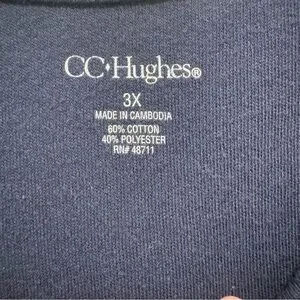 CC•Hughes®
3X
MADE IN CAMBODIA
60% COTTON
40% POLYESTER
RN# 48711